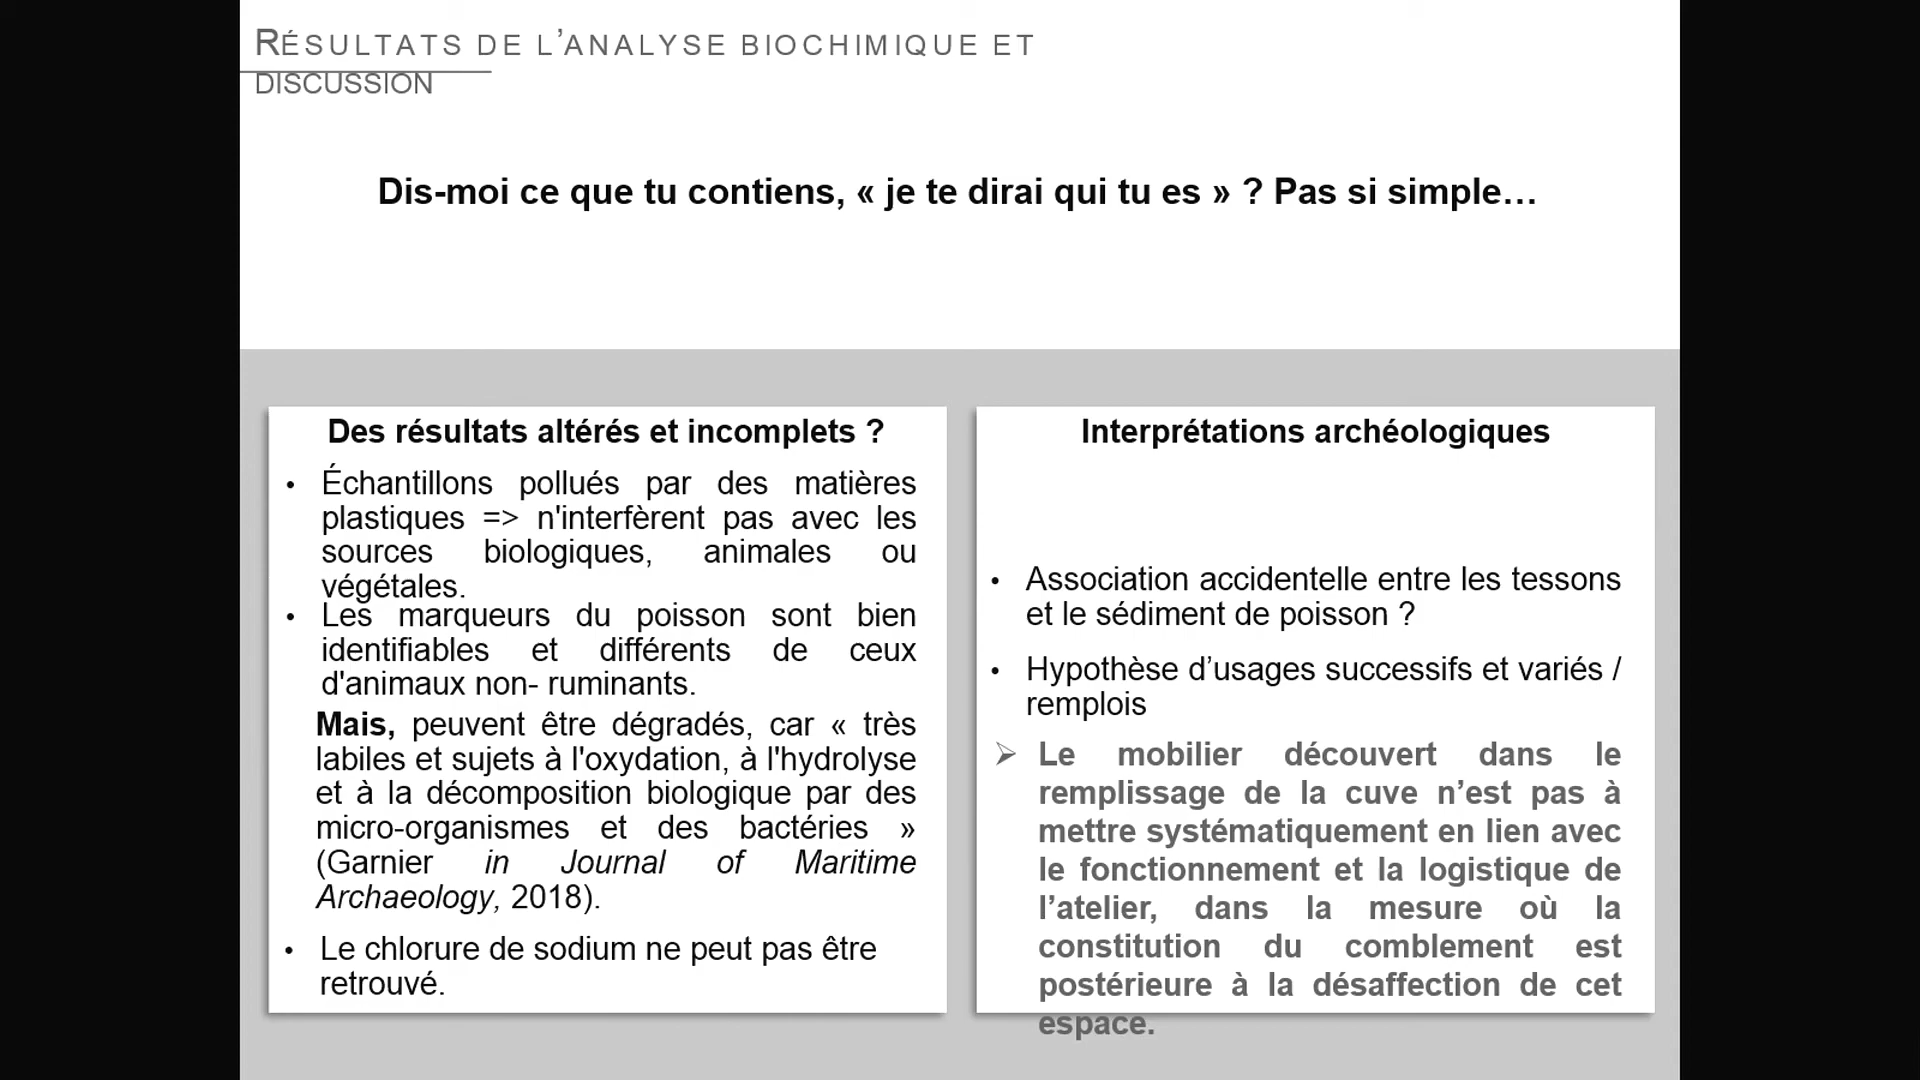 RÉSULTATS DE L’ANALYSE BIOCHIMIQUE ET
DISCUSSION
Dis-moi ce que tu contiens, « je te dirai qui tu es » ? Pas si simple…
Des résultats altérés et incomplets ?
• Échantillons pollués par des matières
plastiques => n'interfèrent pas avec les
sources biologiques, animales ou
végétales.
• Les marqueurs du poisson sont bien
identifiables et différents de ceux
d'animaux non- ruminants.
Mais, peuvent être dégradés, car « très
labiles et sujets à l'oxydation, à l'hydrolyse
et à la décomposition biologique par des
micro-organismes et des bactéries »
(Garnier in Journal of Maritime
Archaeology, 2018).
• Le chlorure de sodium ne peut pas être
retrouvé.
Interprétations archéologiques
• Association accidentelle entre les tessons
et le sédiment de poisson ?
• Hypothèse d’usages successifs et variés /
remplois
➢ Le mobilier découvert dans le
remplissage de la cuve n’est pas à
mettre systématiquement en lien avec
le fonctionnement et la logistique de
l’atelier, dans la mesure où la
constitution du comblement est
postérieure à la désaffection de cet
espace.